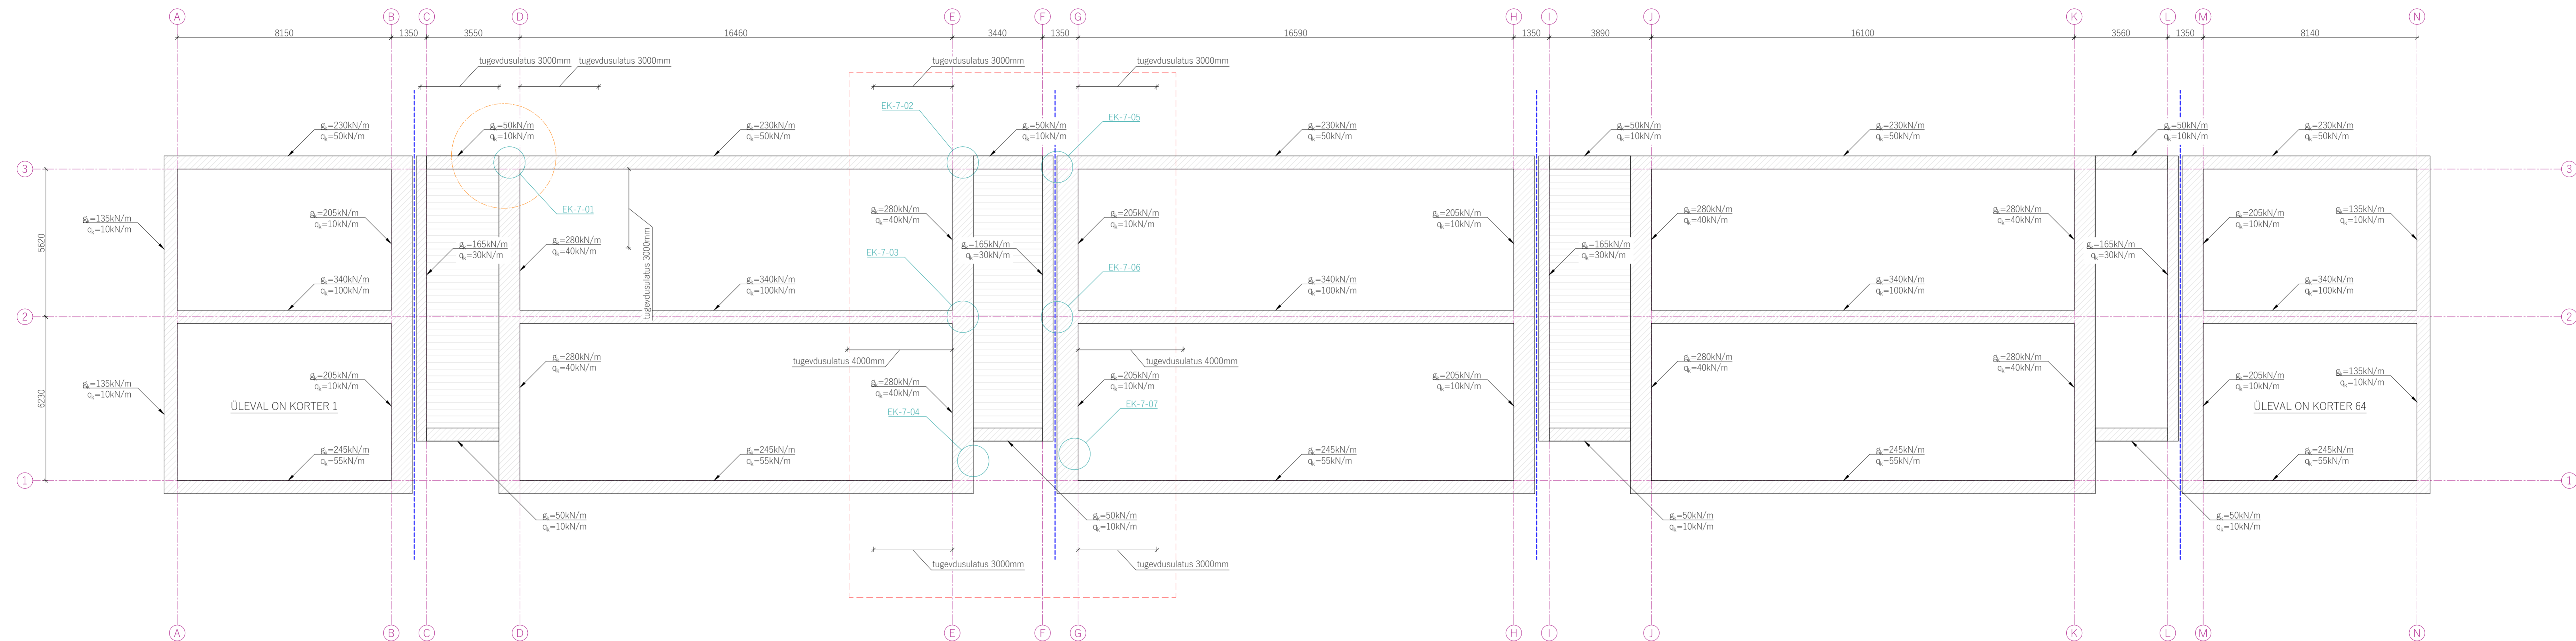 A B C D E F G H I J K L M N
8150 1350 3550 16460 3440 1350 16590 1350 3890 16100 3560 1350 8140
tugevdusulatus 3000mm tugevdusulatus 3000mm tugevdusulatus 3000mm tugevdusulatus 3000mm
EK-7-02 EK-7-05
gk=230kN/m gk=50kN/m gk=230kN/m gk=50kN/m gk=230kN/m gk=50kN/m gk=230kN/m gk=50kN/m gk=230kN/m
qk=50kN/m qk=10kN/m qk=50kN/m qk=10kN/m qk=50kN/m qk=10kN/m qk=50kN/m qk=10kN/m qk=50kN/m
3 3
EK-7-01
gk=135kN/m gk=205kN/m gk=280kN/m gk=205kN/m gk=205kN/m gk=280kN/m gk=280kN/m gk=205kN/m gk=135kN/m
qk=10kN/m qk=10kN/m qk=40kN/m qk=10kN/m qk=10kN/m qk=40kN/m qk=40kN/m qk=10kN/m qk=10kN/m
5620
gk=165kN/m gk=280kN/m gk=165kN/m gk=165kN/m gk=165kN/m
qk=30kN/m qk=40kN/m qk=30kN/m qk=30kN/m qk=30kN/m
tugevdusulatus 3000mm
EK-7-03 EK-7-06
gk=340kN/m gk=340kN/m gk=340kN/m gk=340kN/m gk=340kN/m
qk=100kN/m qk=100kN/m qk=100kN/m qk=100kN/m qk=100kN/m
2 2
tugevdusulatus 4000mm tugevdusulatus 4000mm
gk=280kN/m gk=280kN/m gk=280kN/m
qk=40kN/m qk=40kN/m qk=40kN/m
gk=135kN/m gk=205kN/m gk=280kN/m gk=205kN/m gk=205kN/m gk=205kN/m gk=135kN/m
qk=10kN/m qk=10kN/m qk=40kN/m qk=10kN/m qk=10kN/m qk=10kN/m qk=10kN/m
6230
ÜLEVAL ON KORTER 1 ÜLEVAL ON KORTER 64
EK-7-04 EK-7-07
gk=245kN/m gk=245kN/m gk=245kN/m gk=245kN/m gk=245kN/m
qk=55kN/m qk=55kN/m qk=55kN/m qk=55kN/m qk=55kN/m
1 1
gk=50kN/m gk=50kN/m gk=50kN/m gk=50kN/m
qk=10kN/m qk=10kN/m qk=10kN/m qk=10kN/m
tugevdusulatus 3000mm tugevdusulatus 3000mm
A B C D E F G H I J K L M N